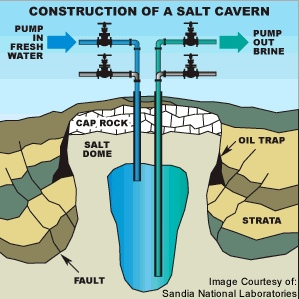 CONSTRUCTION OF A SALT CAVERN
PUMP
IN
FRESH
WATER
PUMP
OUT
BRINE
CAP ROCK
SALT
DOME
OIL TRAP
STRATA
FAULT
Image Courtesy of:
Sandia National Laboratories